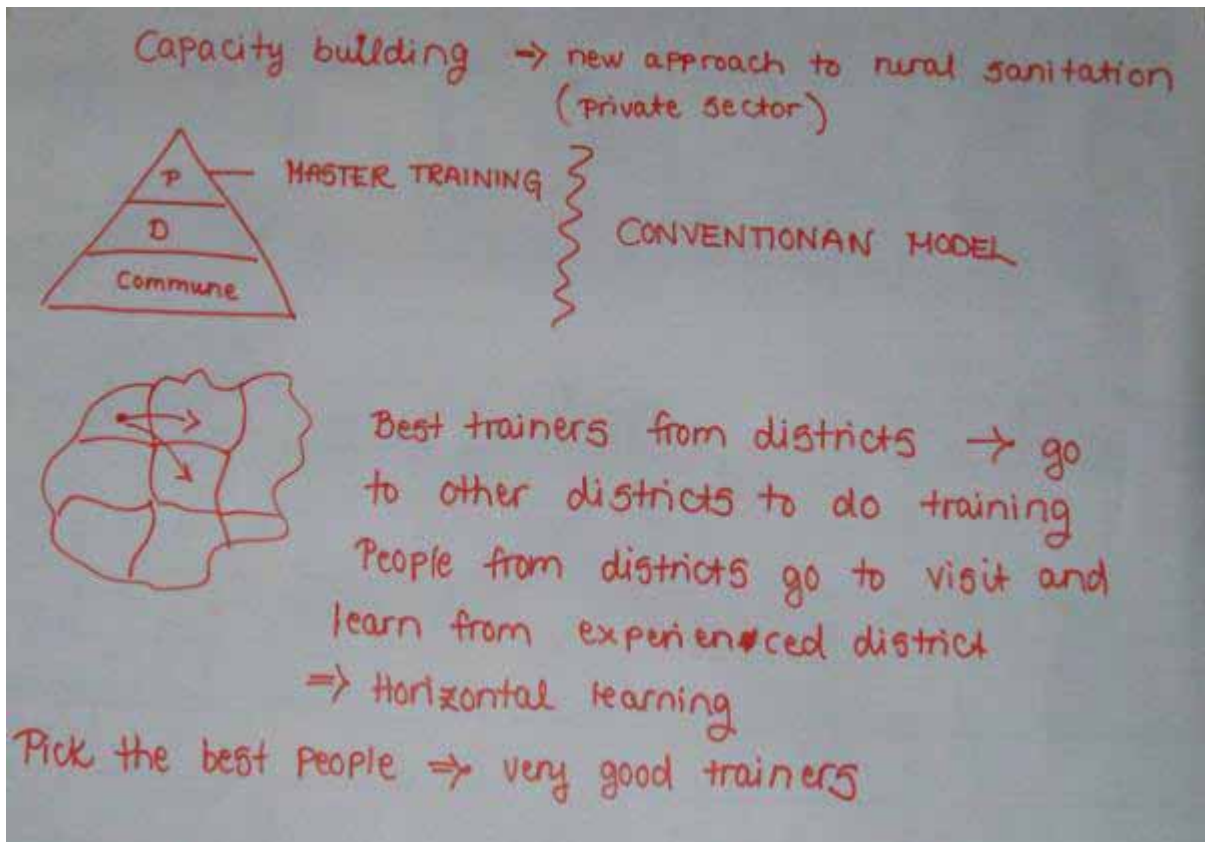 Capacity building → new approach to rural sanitation
(private sector)
P
MASTER TRAINING
D
CONVENTIONAN MODEL
Commune
Best trainers from districts → go
to other districts to do training
People from districts go to visit and
learn from experienced district
⇒ Horizontal learning
Pick the best people ⇒ very good trainers